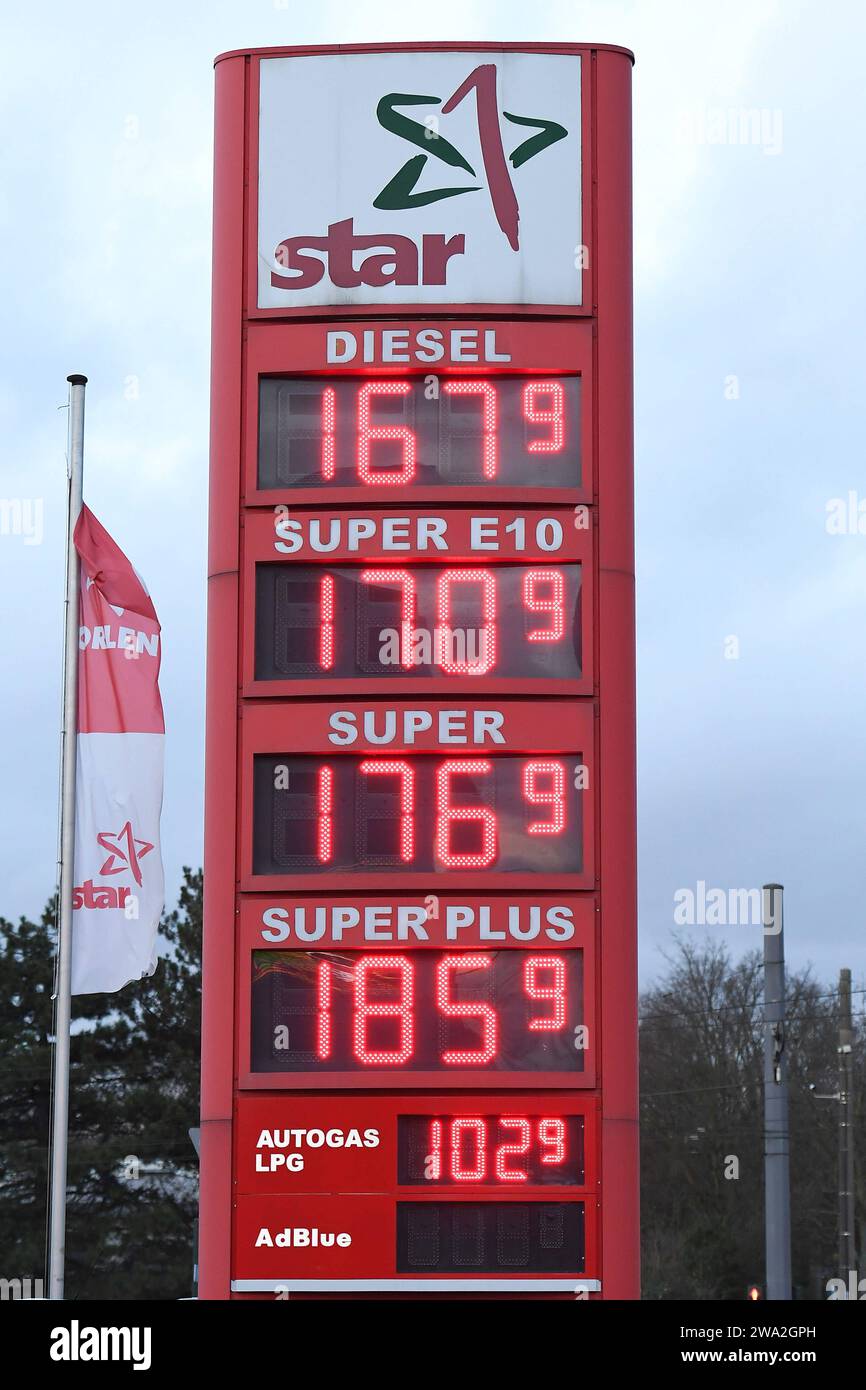 star
DIESEL
167⁹
SUPER E10
170⁹
ORLEN
SUPER
176⁹
star
SUPER PLUS
185⁹
AUTOGAS
LPG
102⁹
AdBlue
alamy
Image ID: 2WA2GPH
www.alamy.com